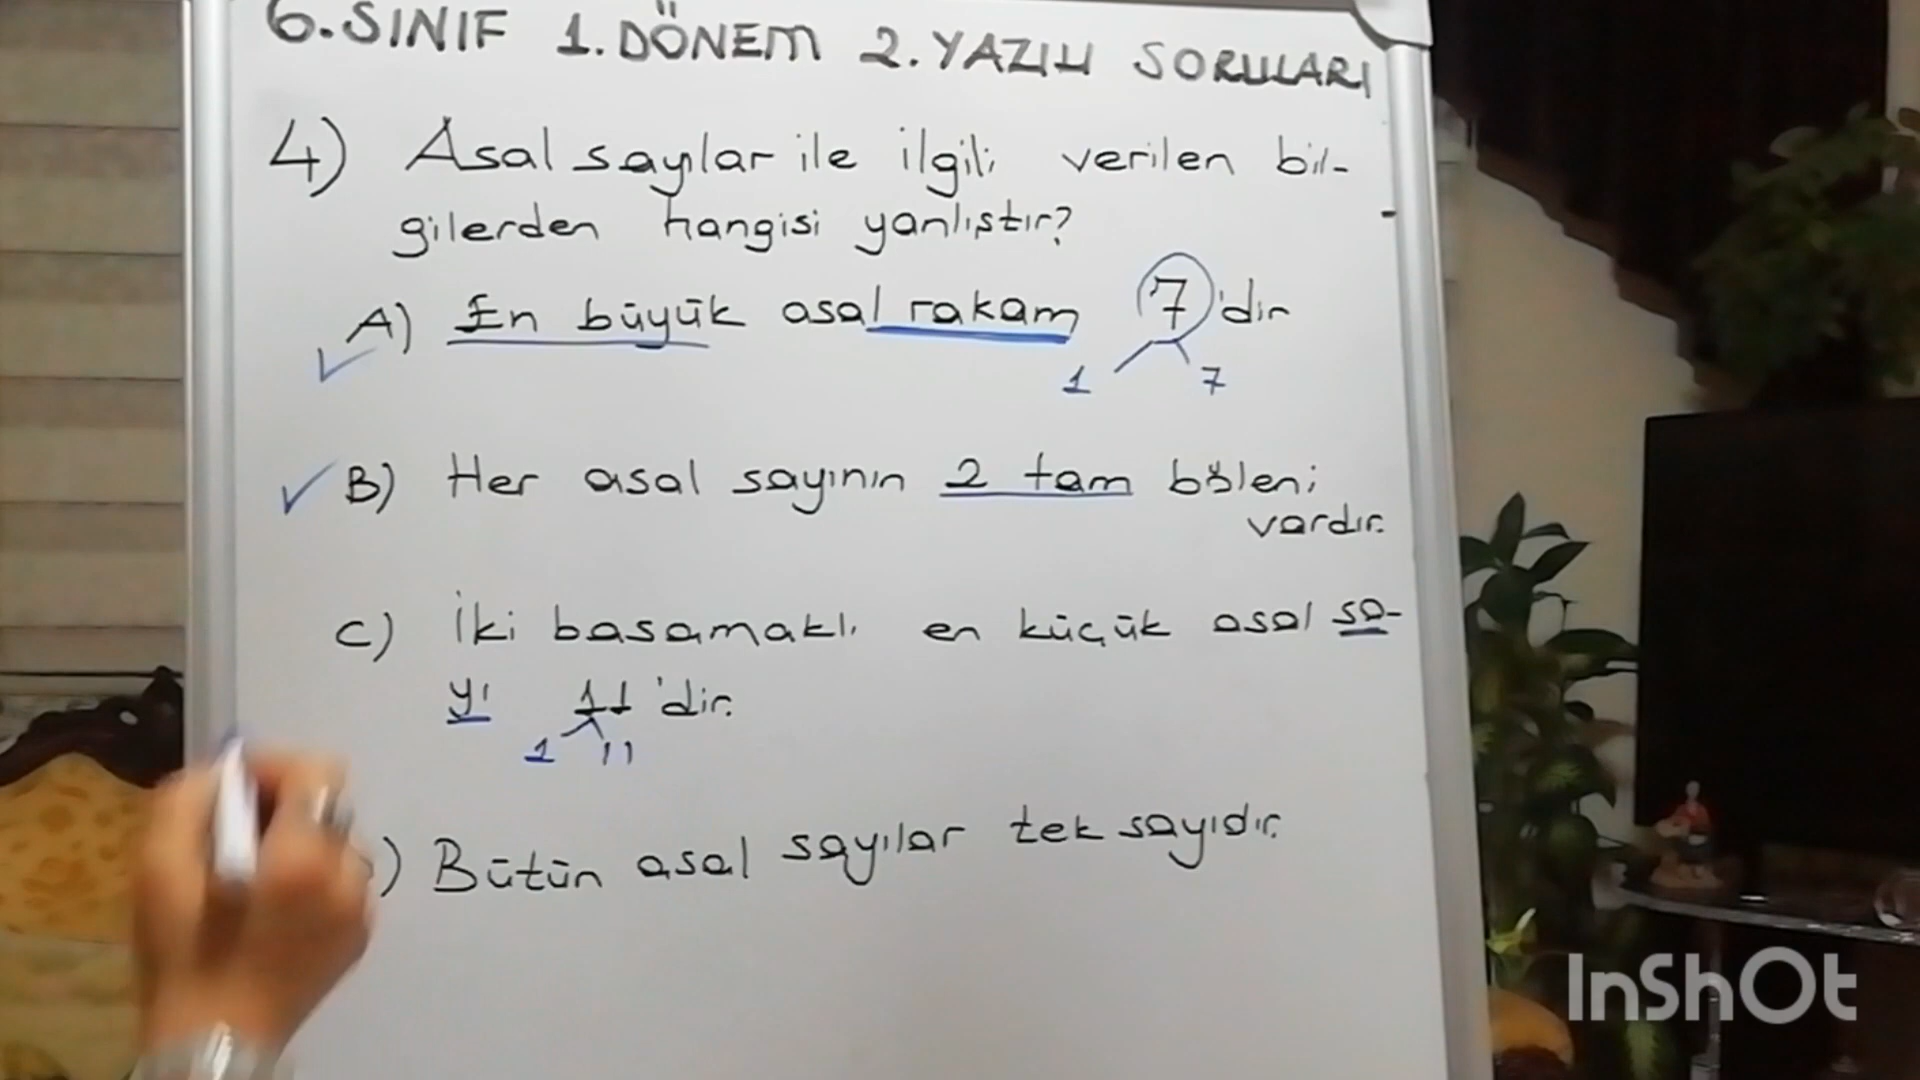 6.SINIF 1.DÖNEM 2.YAZILI SORULARI
4) Asal sayılar ile ilgili verilen bil-
gilerden hangisi yanlıştır?
A) En büyük asal rakam 7'dir
1 7
B) Her asal sayının 2 tam böleni
vardır.
C) İki basamaklı en küçük asal sa-
yı 11'dir.
1 11
) Bütün asal sayılar tek sayıdır.
InShOt